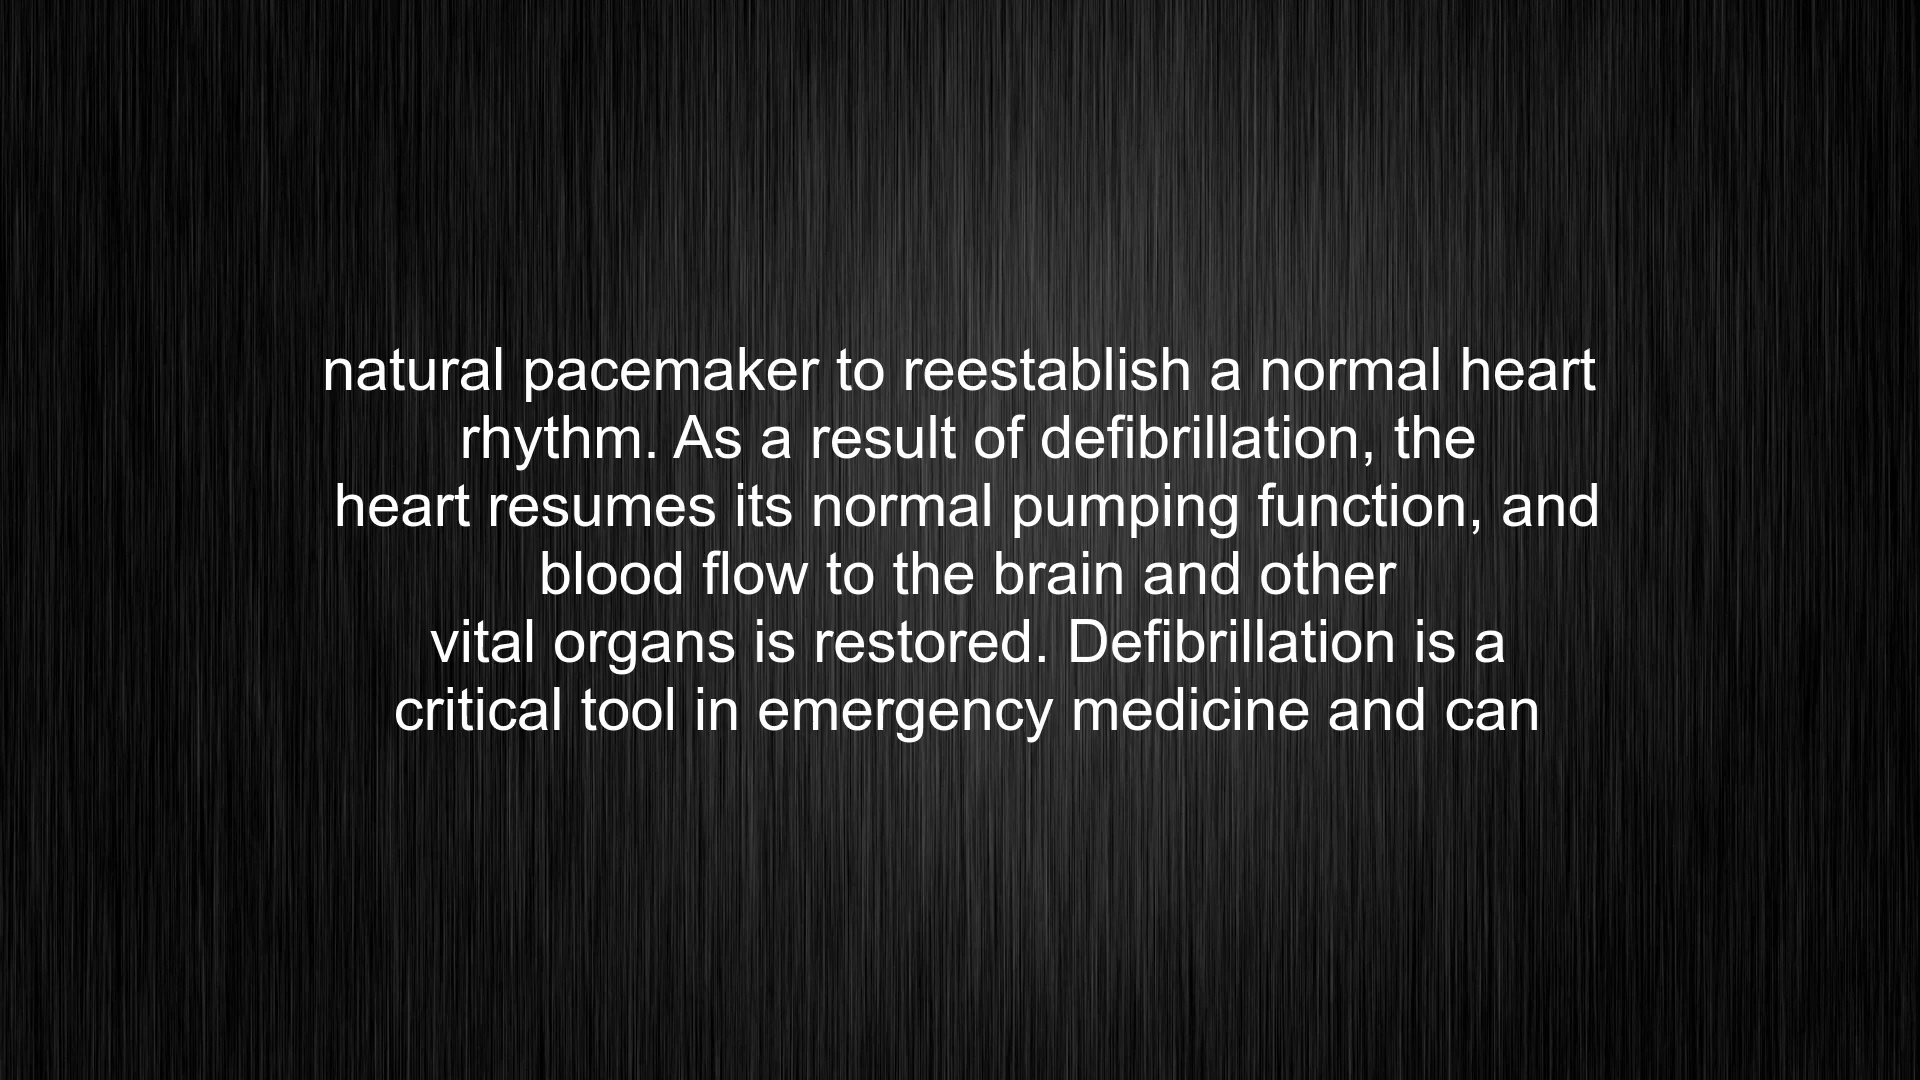 natural pacemaker to reestablish a normal heart
rhythm. As a result of defibrillation, the
heart resumes its normal pumping function, and
blood flow to the brain and other
vital organs is restored. Defibrillation is a
critical tool in emergency medicine and can